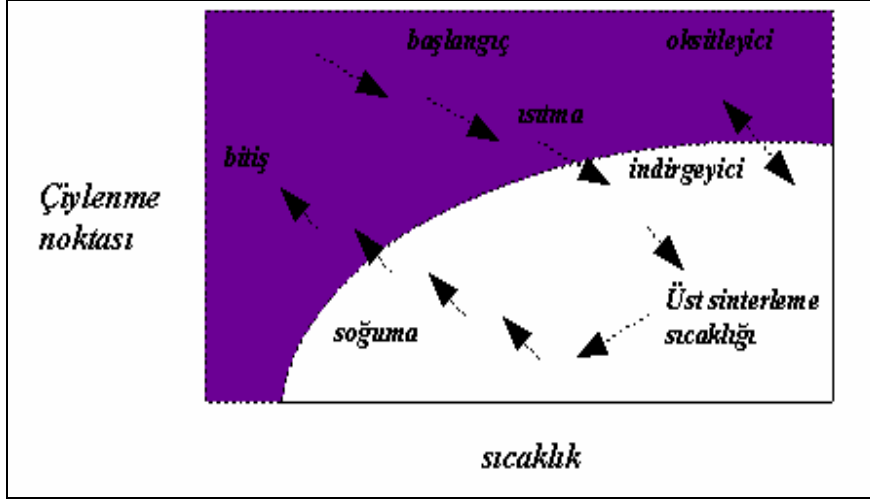 başlangıç
oksitleyici
ısıtma
bitiş
indirgeyici
Çiylenme
noktası
Üst sinterleme
sıcaklığı
soğuma
sıcaklık